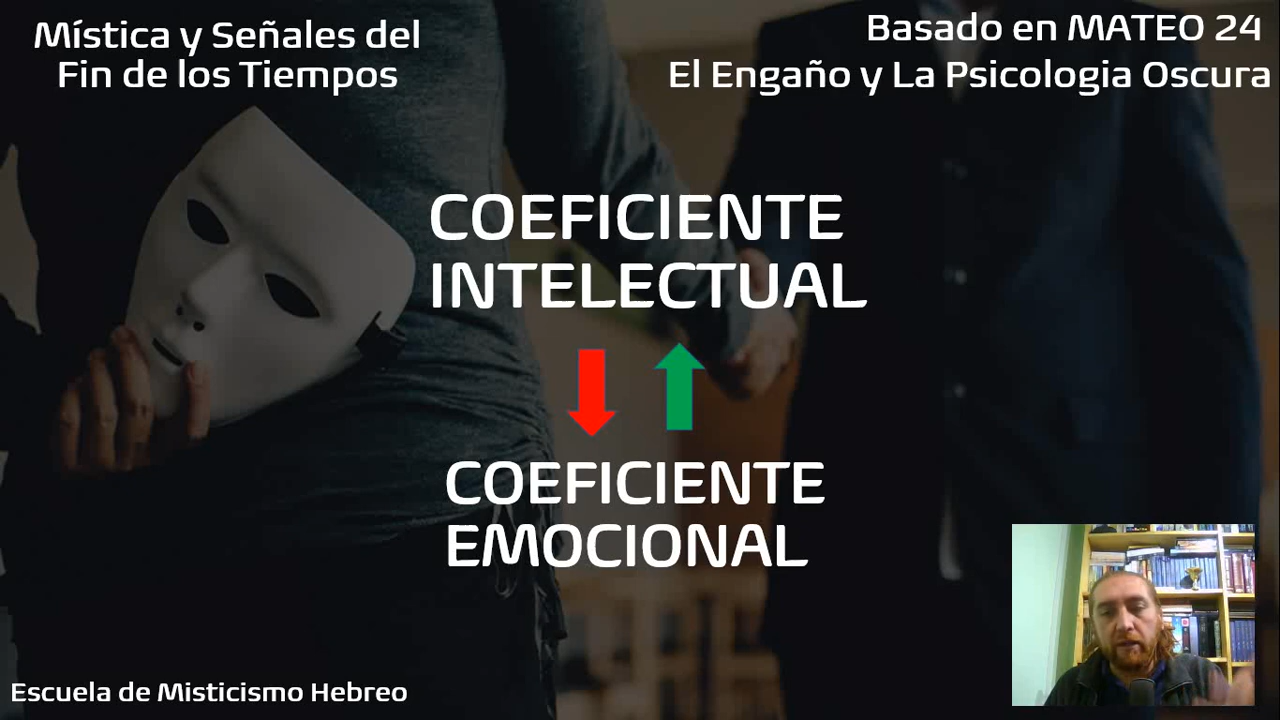 Mística y Señales del
Fin de los Tiempos
Basado en MATEO 24
El Engaño y La Psicologia Oscura
COEFICIENTE
INTELECTUAL
COEFICIENTE
EMOCIONAL
Escuela de Misticismo Hebreo